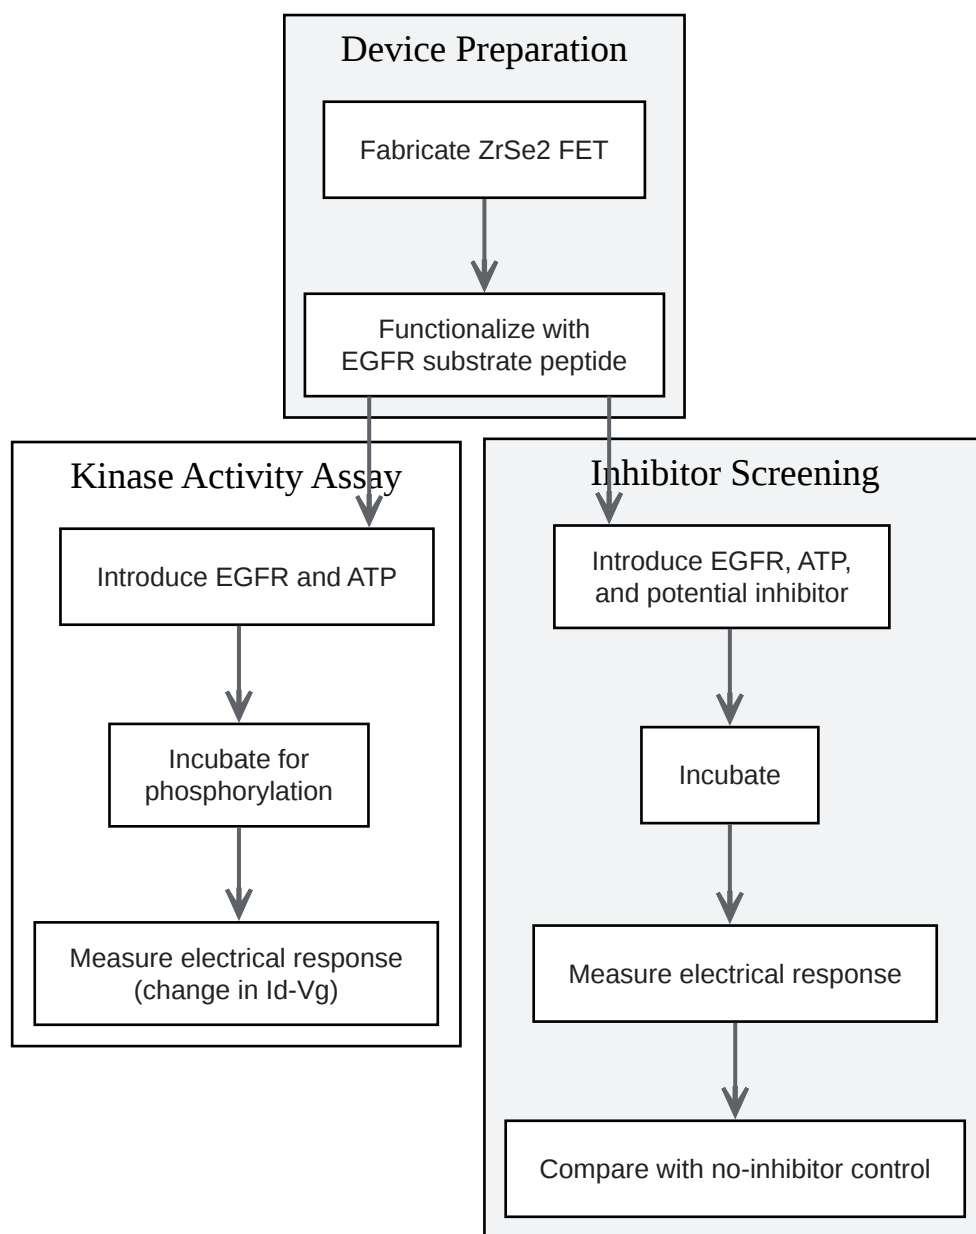 Device Preparation
Fabricate ZrSe2 FET
Functionalize with
EGFR substrate peptide
Kinase Activity Assay
Introduce EGFR and ATP
Incubate for
phosphorylation
Measure electrical response
(change in Id-Vg)
Inhibitor Screening
Introduce EGFR, ATP,
and potential inhibitor
Incubate
Measure electrical response
Compare with no-inhibitor control